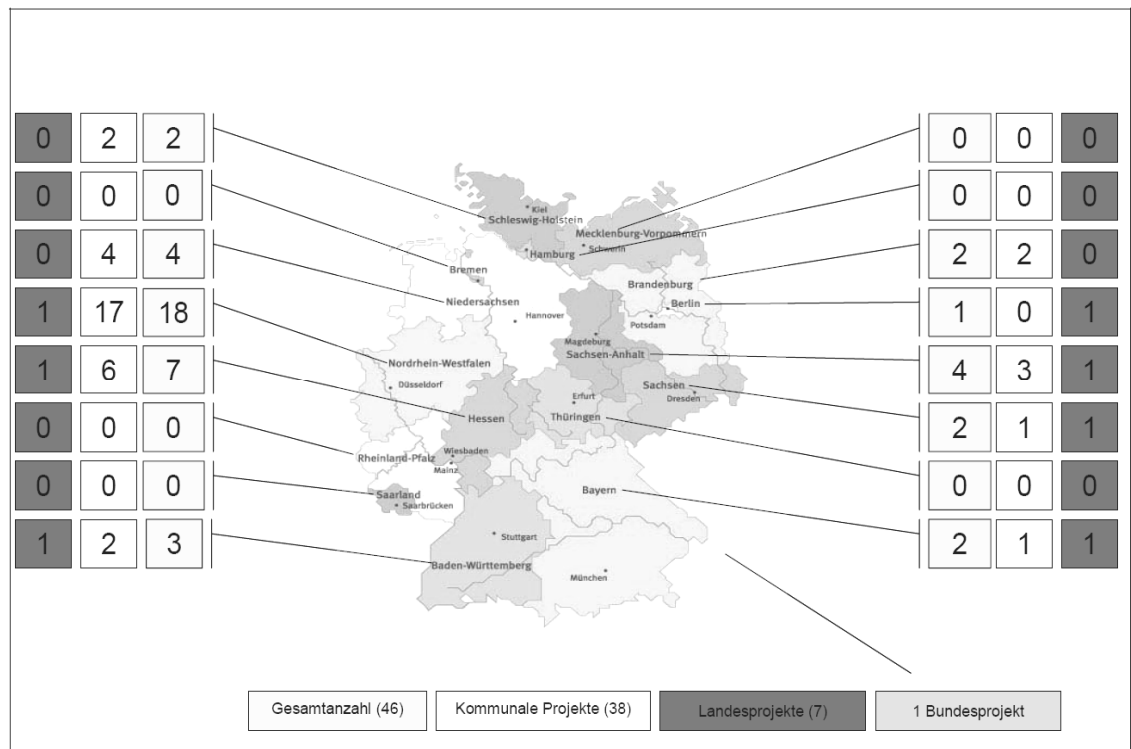 0 2 2
0 0 0
0 0 0
0 0 0
0 4 4
2 2 0
1 17 18
1 0 1
1 6 7
4 3 1
0 0 0
2 1 1
0 0 0
0 0 0
1 2 3
2 1 1
Kiel
Schleswig-Holstein
Mecklenburg-Vorpommern
Schwerin
Hamburg
Bremen
Brandenburg
Niedersachsen
Berlin
Hannover
Potsdam
Magdeburg
Sachsen-Anhalt
Nordrhein-Westfalen
Düsseldorf
Sachsen
Erfurt
Dresden
Hessen
Thüringen
Wiesbaden
Rheinland-Pfalz
Mainz
Saarland
Saarbrücken
Bayern
Stuttgart
Baden-Württemberg
München
Gesamtanzahl (46)
Kommunale Projekte (38)
Landesprojekte (7)
1 Bundesprojekt